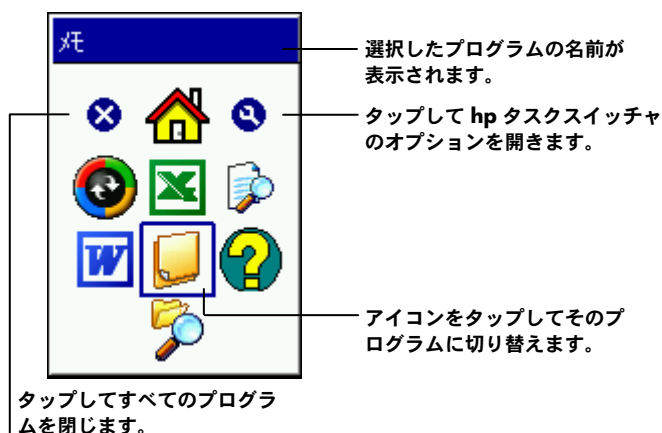 メモ
選択したプログラムの名前が
表示されます。
タップして hp タスクスイッチャ
のオプションを開きます。
アイコンをタップしてそのプ
ログラムに切り替えます。
タップしてすべてのプログラ
ムを閉じます。